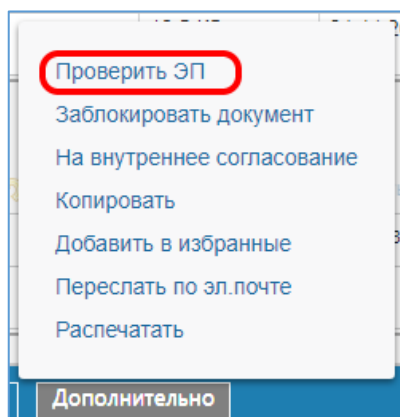 Проверить ЭП
Заблокировать документ
На внутреннее согласование
Копировать
Добавить в избранные
Переслать по эл.почте
Распечатать
Дополнительно